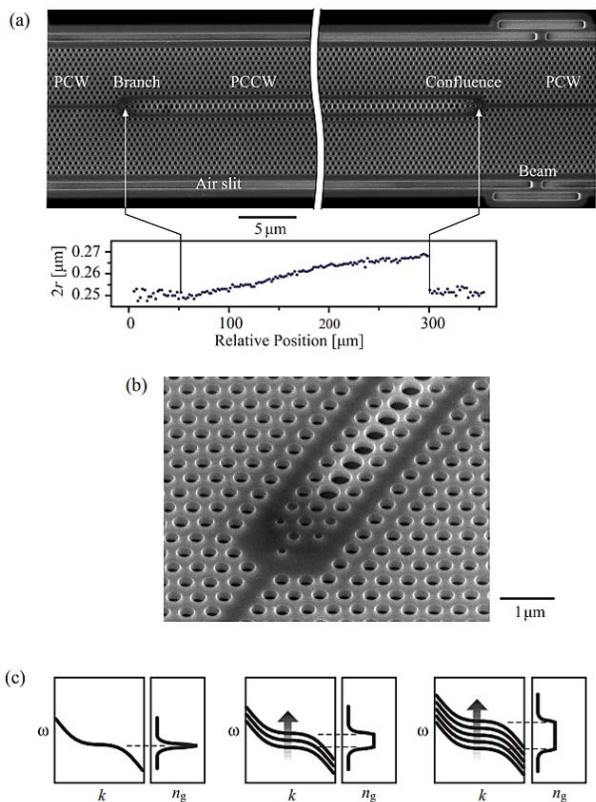 (a)
PCW Branch PCCW Confluence PCW
Air slit Beam
5 μm
2r [μm]
0.27
0.26
0.25
0 100 200 300
Relative Position [μm]
(b)
1 μm
(c)
ω ω ω
k ng k ng k ng